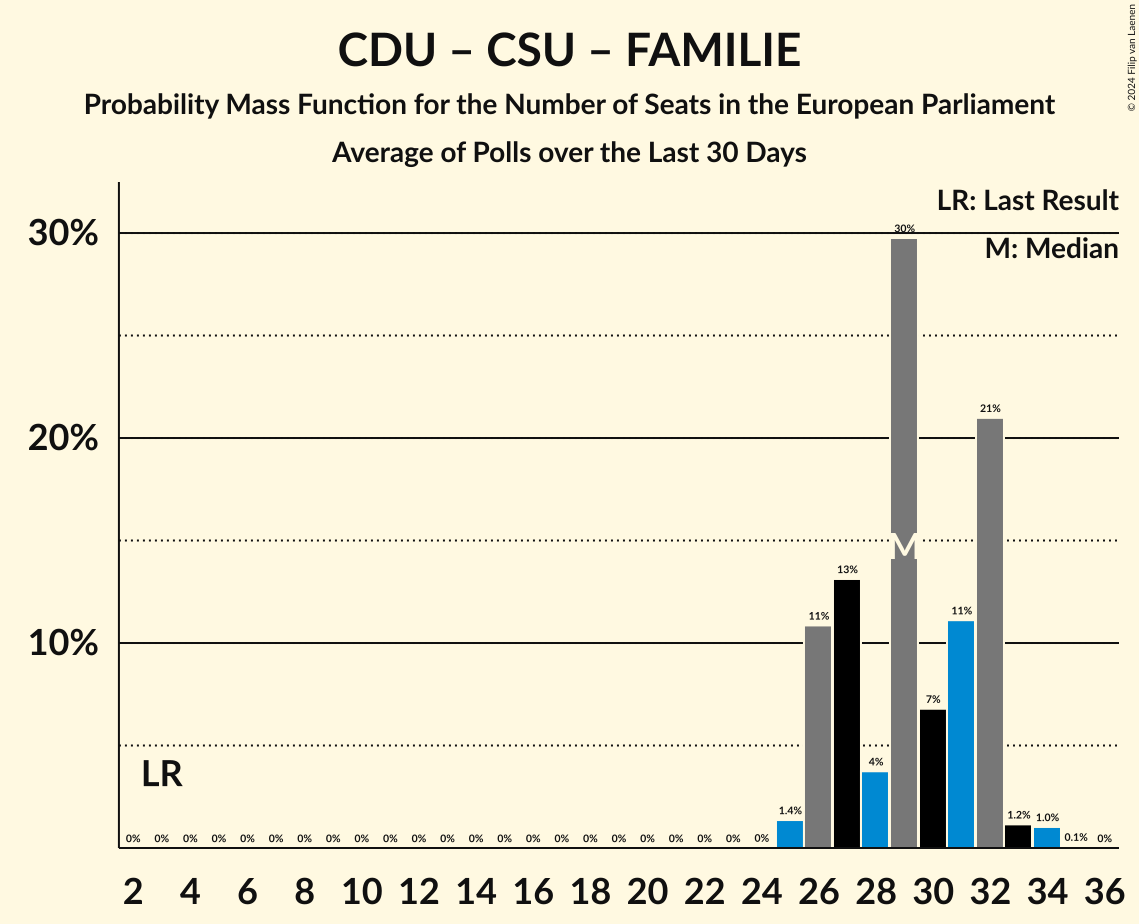 CDU – CSU – FAMILIE
Probability Mass Function for the Number of Seats in the European Parliament
Average of Polls over the Last 30 Days
© 2024 Filip van Laenen
LR: Last Result
M: Median
30%
20%
10%
LR
M
0% 0% 0% 0% 0% 0% 0% 0% 0% 0% 0% 0% 0% 0% 0% 0% 0% 0% 0% 0% 0% 0% 0% 1.4% 11% 13% 4% 30% 7% 11% 21% 1.2% 1.0% 0.1% 0%
2 4 6 8 10 12 14 16 18 20 22 24 26 28 30 32 34 36